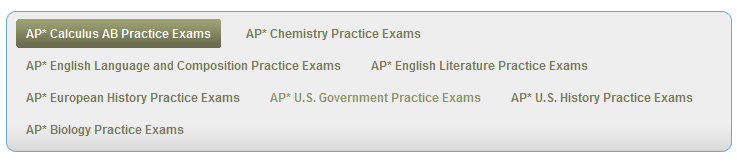 AP* Calculus AB Practice Exams AP* Chemistry Practice Exams
AP* English Language and Composition Practice Exams AP* English Literature Practice Exams
AP* European History Practice Exams AP* U.S. Government Practice Exams AP* U.S. History Practice Exams
AP* Biology Practice Exams